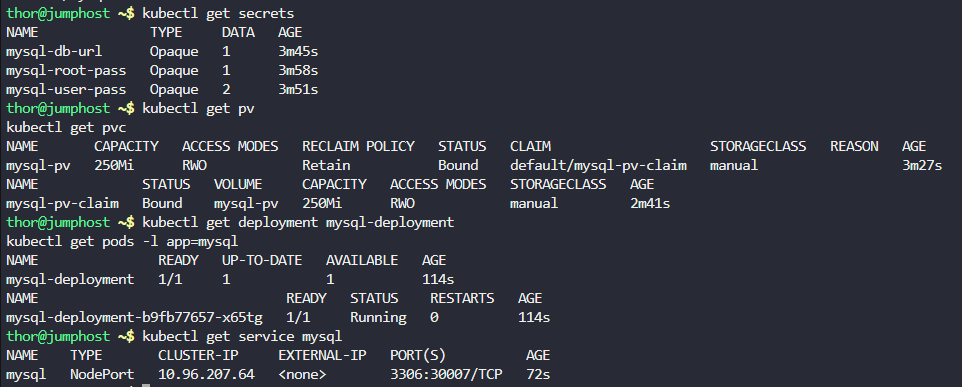 thor@jumphost ~$ kubectl get secrets
NAME              TYPE     DATA   AGE
mysql-db-url      Opaque   1      3m45s
mysql-root-pass   Opaque   1      3m58s
mysql-user-pass   Opaque   2      3m51s
thor@jumphost ~$ kubectl get pv
kubectl get pvc
NAME       CAPACITY   ACCESS MODES   RECLAIM POLICY   STATUS   CLAIM                    STORAGECLASS   REASON   AGE
mysql-pv   250Mi      RWO            Retain           Bound    default/mysql-pv-claim   manual                  3m27s
NAME             STATUS   VOLUME     CAPACITY   ACCESS MODES   STORAGECLASS   AGE
mysql-pv-claim   Bound    mysql-pv   250Mi      RWO            manual         2m41s
thor@jumphost ~$ kubectl get deployment mysql-deployment
kubectl get pods -l app=mysql
NAME               READY   UP-TO-DATE   AVAILABLE   AGE
mysql-deployment   1/1     1            1           114s
NAME                               READY   STATUS    RESTARTS   AGE
mysql-deployment-b9fb77657-x65tg   1/1     Running   0          114s
thor@jumphost ~$ kubectl get service mysql
NAME    TYPE       CLUSTER-IP     EXTERNAL-IP   PORT(S)          AGE
mysql   NodePort   10.96.207.64   <none>        3306:30007/TCP   72s